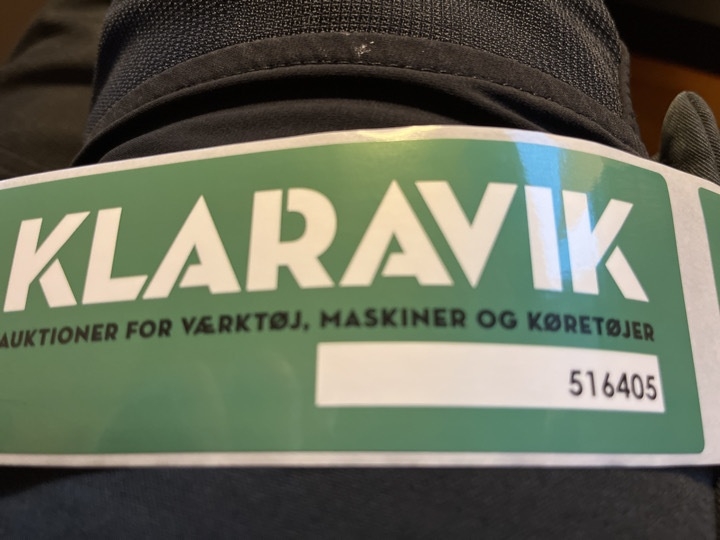 KLARAVIK
AUKTIONER FOR VÆRKTØJ, MASKINER OG KØRETØJER
516405